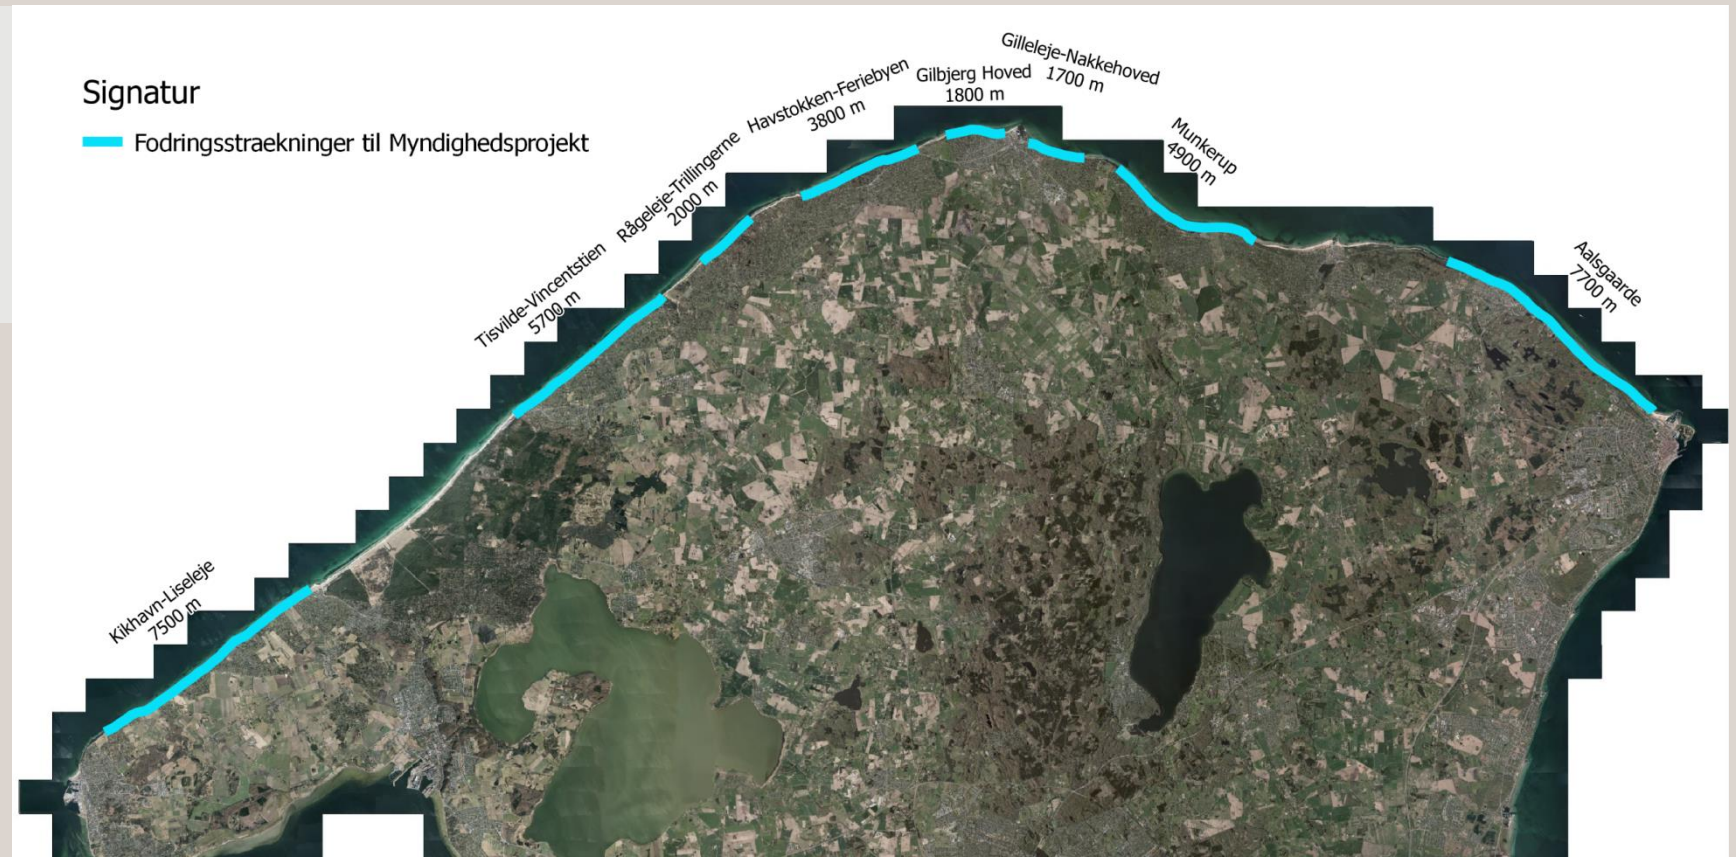 Signatur
Fodringsstraekninger til Myndighedsprojekt
Kikhavn-Liseleje
7500 m
Tisvilde-Vincentstien
5700 m
Rågeleje-Trillingerne
2000 m
Havstokken-Feriebyen
3800 m
Gilbjerg Hoved
1800 m
Gilleleje-Nakkehoved
1700 m
Munkerup
4900 m
Aalsgaarde
7700 m